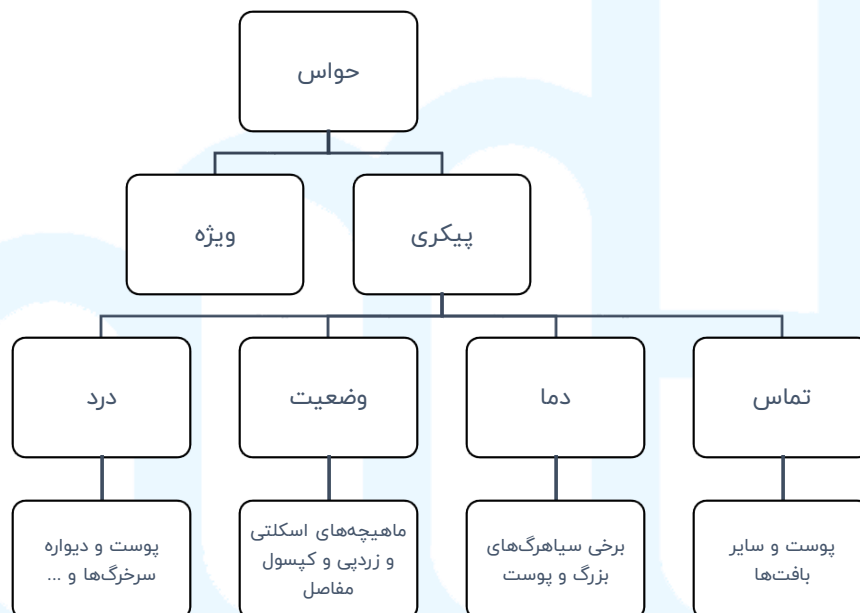 حواس
پیکری
ویژه
تماس
دما
وضعیت
درد
پوست و سایر
بافت‌ها
برخی سیاهرگ‌های
بزرگ و پوست
ماهیچه‌های اسکلتی
و زردپی و کپسول
مفاصل
پوست و دیواره
سرخرگ‌ها و ...